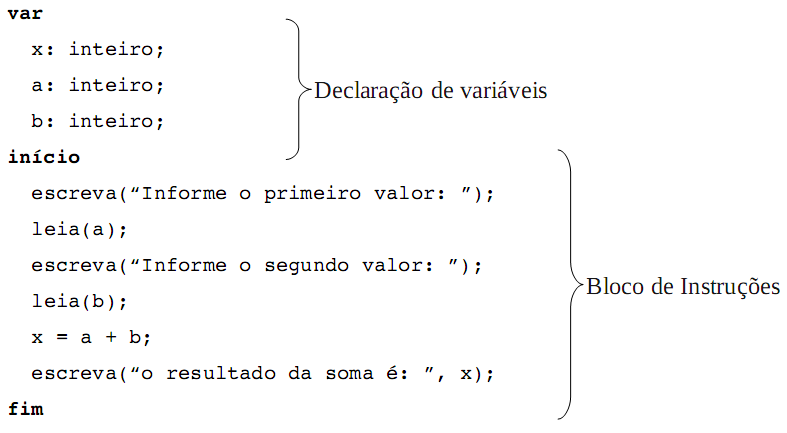 var
x: inteiro;
a: inteiro;
b: inteiro;
Declaração de variáveis
início
escreva(“Informe o primeiro valor: ”);
leia(a);
escreva(“Informe o segundo valor: ”);
leia(b);
x = a + b;
escreva(“o resultado da soma é: ”, x);
fim
Bloco de Instruções